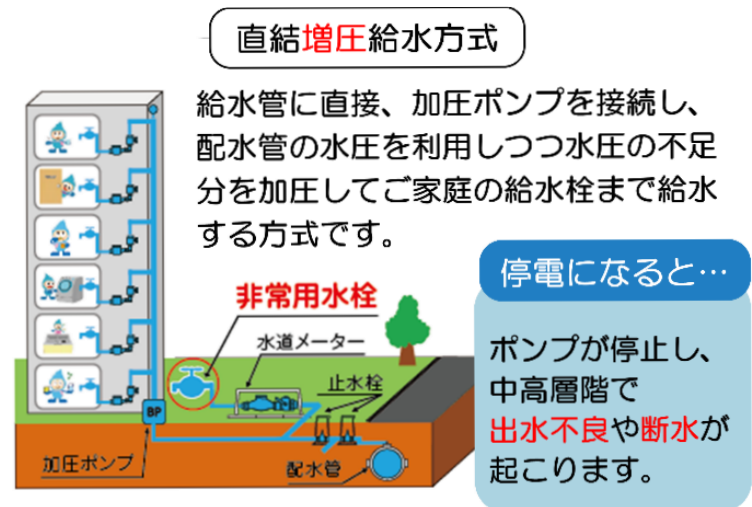 直結増圧給水方式
給水管に直接、加圧ポンプを接続し、
配水管の水圧を利用しつつ水圧の不足
分を加圧してご家庭の給水栓まで給水
する方式です。
停電になると…
ポンプが停止し、
中高層階で
出水不良や断水が
起こります。
非常用水栓
水道メーター
止水栓
BP
加圧ポンプ
配水管